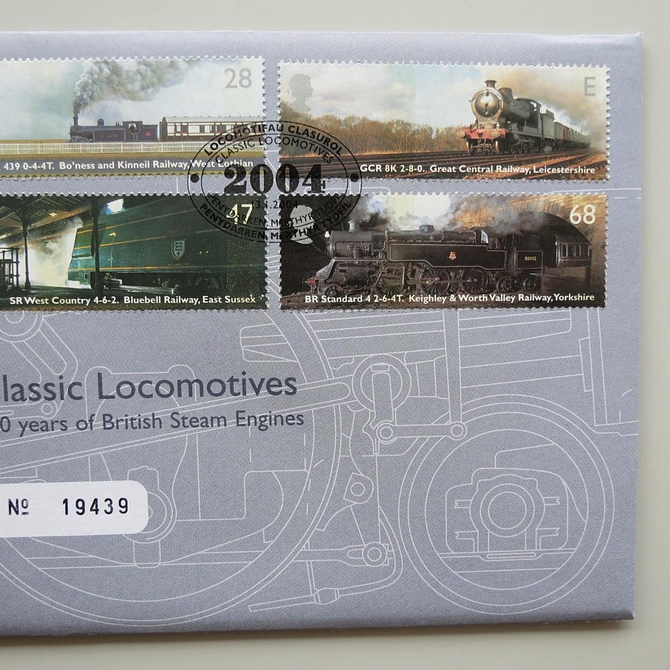 28
439 0-4-4T. Bo'ness and Kinneil Railway, West Lothian
E
GCR 8K 2-8-0. Great Central Railway, Leicestershire
LOCOMOTIFAU CLASUROL
CLASSIC LOCOMOTIVES
2004
13.1.2004
PENYDARREN, MERTHYR TYDFIL
47
SR West Country 4-6-2. Bluebell Railway, East Sussex
68
BR Standard 4 2-6-4T. Keighley & Worth Valley Railway, Yorkshire
lassic Locomotives
0 years of British Steam Engines
Nº 19439